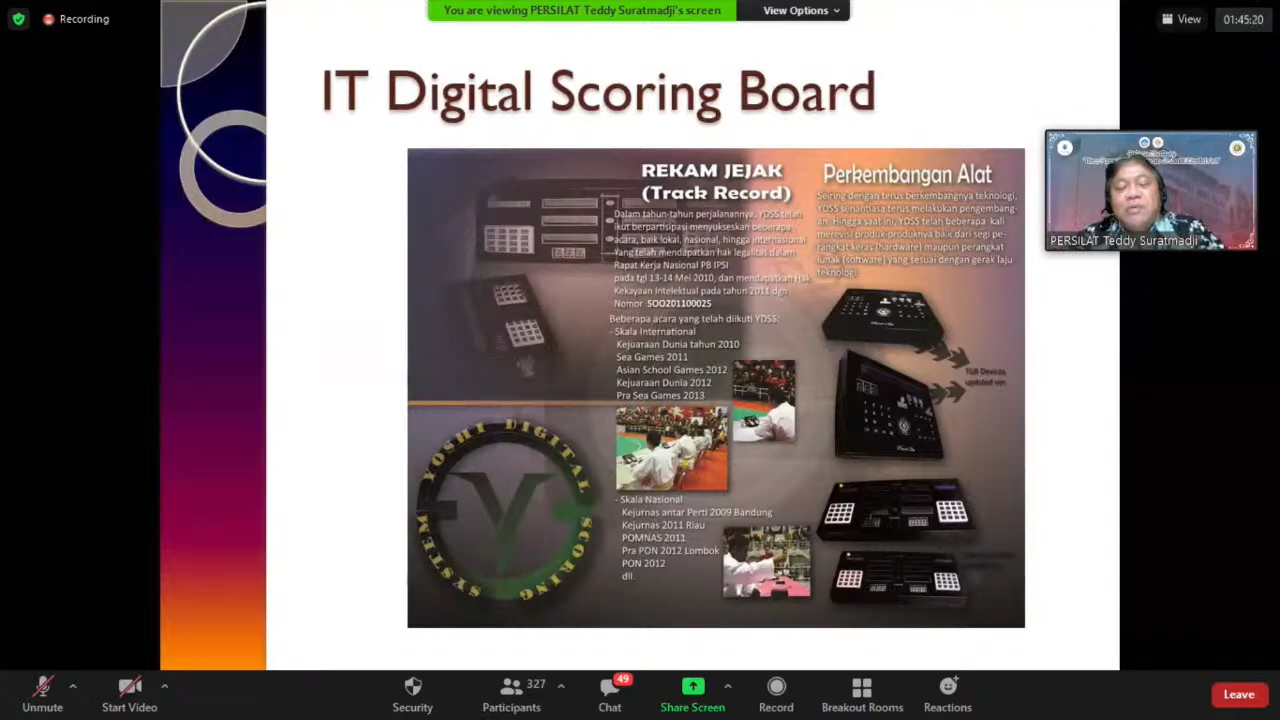 Recording
You are viewing PERSILAT Teddy Suratmadji's screen
View Options
View
01:45:20
IT Digital Scoring Board
REKAM JEJAK
(Track Record)
Dalam tahun-tahun perjalanannya, YDSS telah
ikut berpartisipasi menyukseskan beberapa
acara, baik lokal, nasional, hingga internasional
Yang telah mendapatkan hak legalitas dalam
Rapat Kerja Nasional PB IPSI
pada tgl 13-14 Mei 2010, dan mendapatkan Hak
Kekayaan Intelektual pada tahun 2011 dgn
Nomor SOO201100025
Beberapa acara yang telah diikuti YDSS:
- Skala International
Kejuaraan Dunia tahun 2010
Sea Games 2011
Asian School Games 2012
Kejuaraan Dunia 2012
Pra Sea Games 2013
- Skala Nasional
Kejurnas antar Perti 2009 Bandung
Kejurnas 2011 Riau
POMNAS 2011
Pra PON 2012 Lombok
PON 2012
dll.
Perkembangan Alat
Seiring dengan terus berkembangnya teknologi,
YDSS senantiasa terus melakukan pengembang-
an. Hingga saat ini, YDSS telah beberapa kali
merevisi produk-produknya baik dari segi pe-
rangkat keras (hardware) maupun perangkat
lunak (software) yang sesuai dengan gerak laju
teknologi.
TGR Devices
updated ver.
YOSHI DIGITAL SCORING SYSTEM
Y
PERSILAT Teddy Suratmadji
Unmute
Start Video
Security
327
Participants
49
Chat
Share Screen
Record
Breakout Rooms
Reactions
Leave